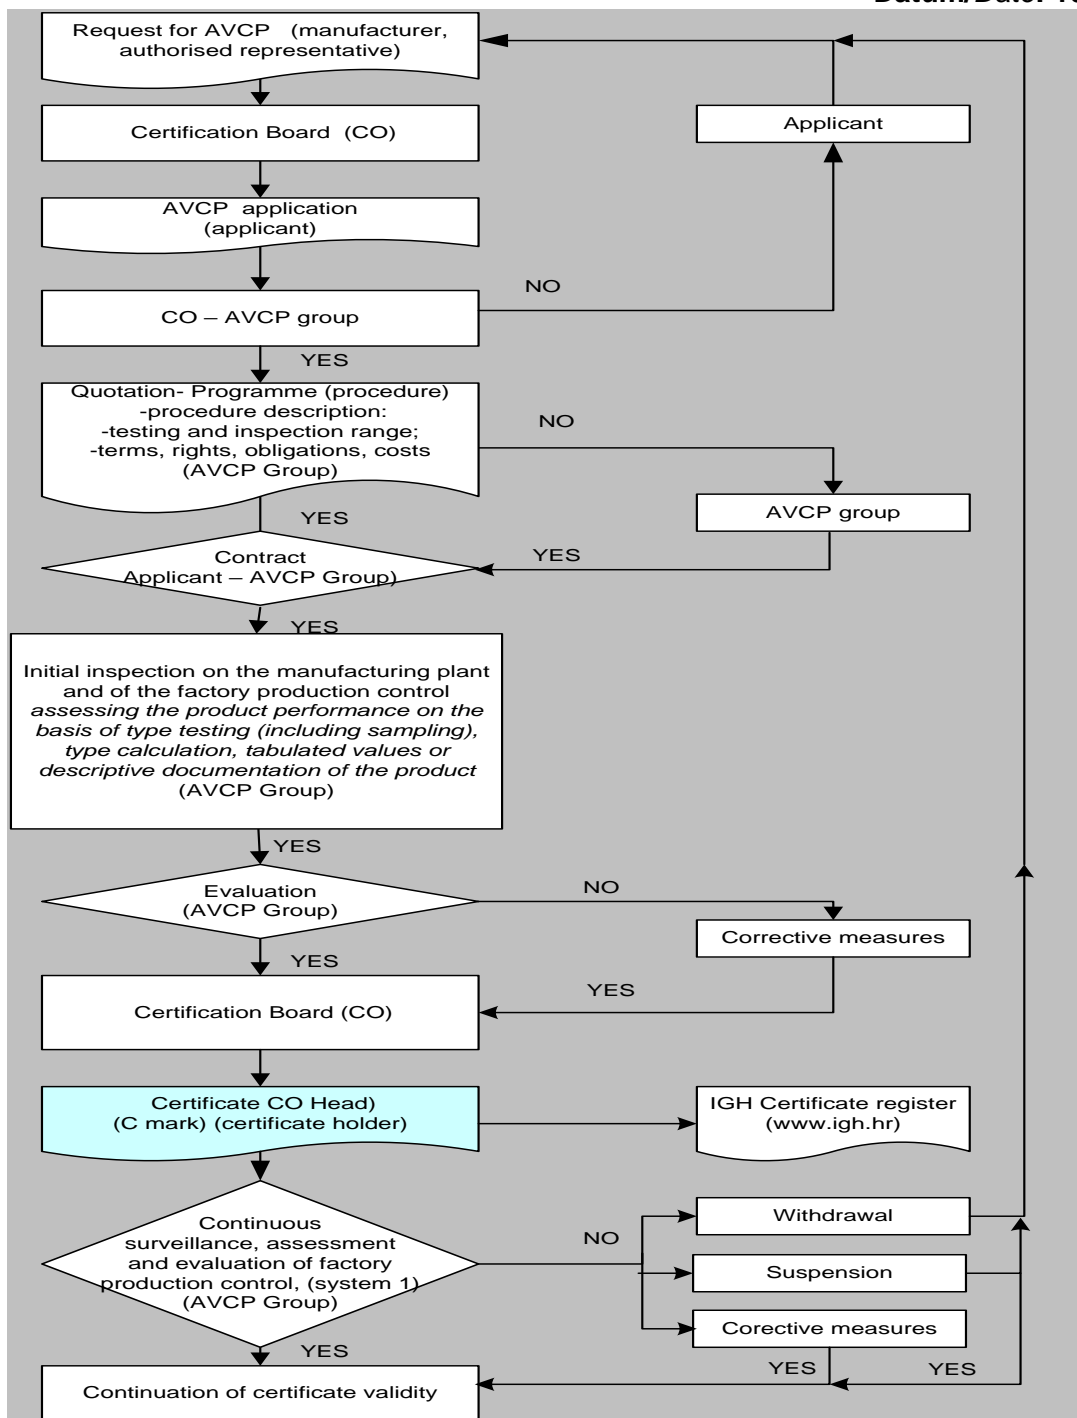 Datum/Date:
Request for AVCP (manufacturer,
authorised representative)
Certification Board (CO)
Applicant
AVCP application
(applicant)
NO
CO – AVCP group
YES
Quotation- Programme (procedure)
-procedure description:
-testing and inspection range;
-terms, rights, obligations, costs
(AVCP Group)
NO
AVCP group
YES
YES
Contract
Applicant – AVCP Group)
YES
Initial inspection on the manufacturing plant
and of the factory production control
assessing the product performance on the
basis of type testing (including sampling),
type calculation, tabulated values or
descriptive documentation of the product
(AVCP Group)
YES
Evaluation
(AVCP Group)
NO
Corrective measures
YES
YES
Certification Board (CO)
Certificate CO Head)
(C mark) (certificate holder)
IGH Certificate register
(www.igh.hr)
Continuous
surveillance, assessment
and evaluation of factory
production control, (system 1)
(AVCP Group)
NO
Withdrawal
Suspension
Corective measures
YES
YES
YES
Continuation of certificate validity